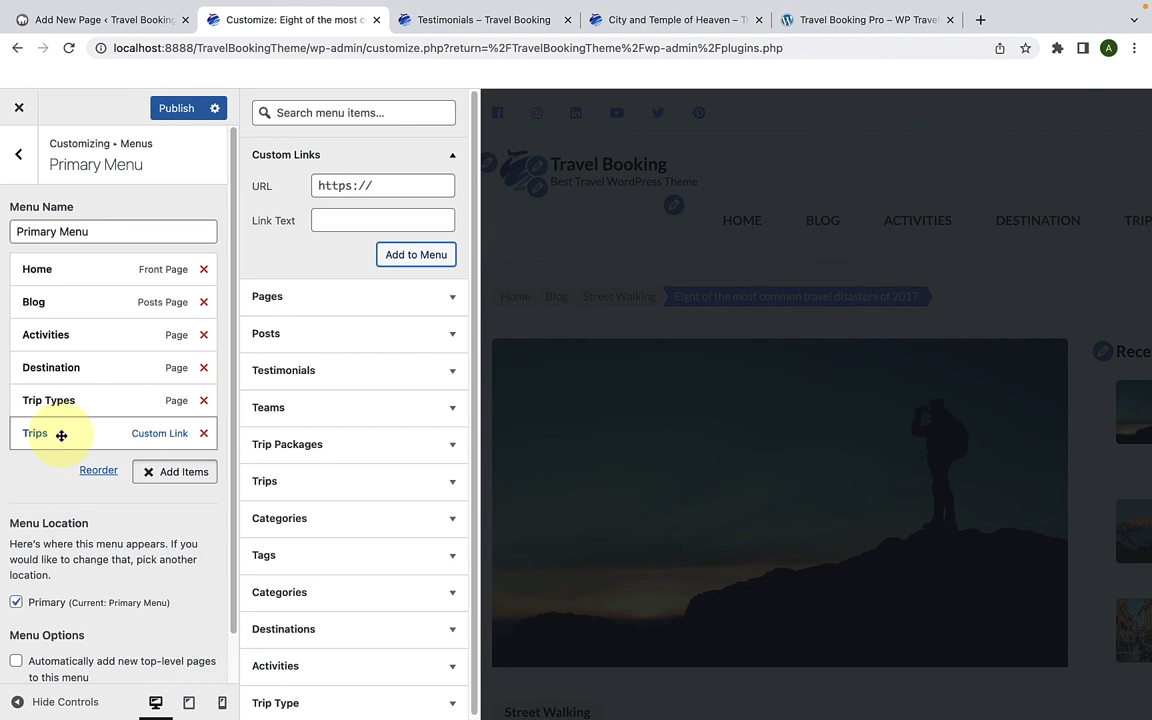 Add New Page ‹ Travel Booking
Customize: Eight of the most c
Testimonials – Travel Booking
City and Temple of Heaven – T
Travel Booking Pro – WP Travel
localhost:8888/TravelBookingTheme/wp-admin/customize.php?return=%2FTravelBookingTheme%2Fwp-admin%2Fplugins.php
A
Publish
Customizing ▸ Menus
Primary Menu
Menu Name
Primary Menu
Home Front Page
Blog Posts Page
Activities Page
Destination Page
Trip Types Page
Trips Custom Link
Reorder
Add Items
Menu Location
Here's where this menu appears. If you
would like to change that, pick another
location.
Primary (Current: Primary Menu)
Menu Options
Automatically add new top-level pages
to this menu
Hide Controls
Search menu items...
Custom Links
URL https://
Link Text
Add to Menu
Pages
Posts
Testimonials
Teams
Trip Packages
Trips
Categories
Tags
Categories
Destinations
Activities
Trip Type
Travel Booking
Best Travel WordPress Theme
HOME BLOG ACTIVITIES DESTINATION TRIP
Home Blog Street Walking Eight of the most common travel disasters of 2017
Rece
Street Walking